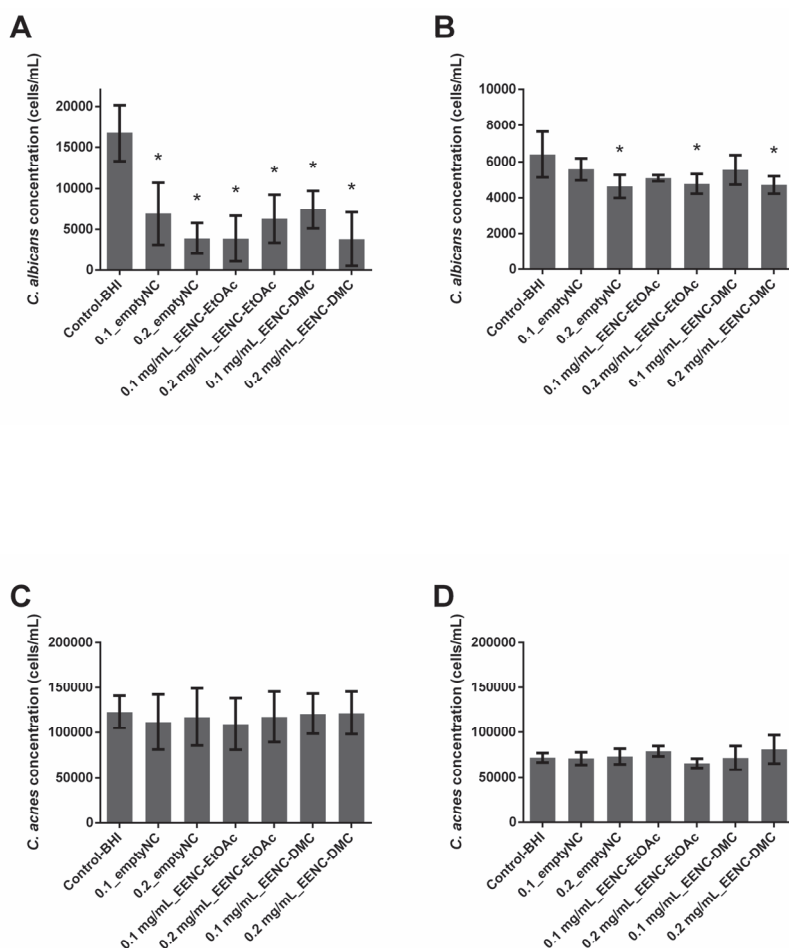 A
C. albicans concentration (cells/mL)
20000
15000
10000
5000
0
* * * * * *
Control-BHI
0.1_emptyNC
0.2_emptyNC
0.1 mg/mL_EENC-EtOAc
0.2 mg/mL_EENC-EtOAc
0.1 mg/mL_EENC-DMC
0.2 mg/mL_EENC-DMC
B
C. albicans concentration (cells/mL)
10000
8000
6000
4000
2000
0
* * *
Control-BHI
0.1_emptyNC
0.2_emptyNC
0.1 mg/mL_EENC-EtOAc
0.2 mg/mL_EENC-EtOAc
0.1 mg/mL_EENC-DMC
0.2 mg/mL_EENC-DMC
C
C. acnes concentration (cells/mL)
200000
150000
100000
50000
0
Control-BHI
0.1_emptyNC
0.2_emptyNC
0.1 mg/mL_EENC-EtOAc
0.2 mg/mL_EENC-EtOAc
0.1 mg/mL_EENC-DMC
0.2 mg/mL_EENC-DMC
D
C. acnes concentration (cells/mL)
200000
150000
100000
50000
0
Control-BHI
0.1_emptyNC
0.2_emptyNC
0.1 mg/mL_EENC-EtOAc
0.2 mg/mL_EENC-EtOAc
0.1 mg/mL_EENC-DMC
0.2 mg/mL_EENC-DMC